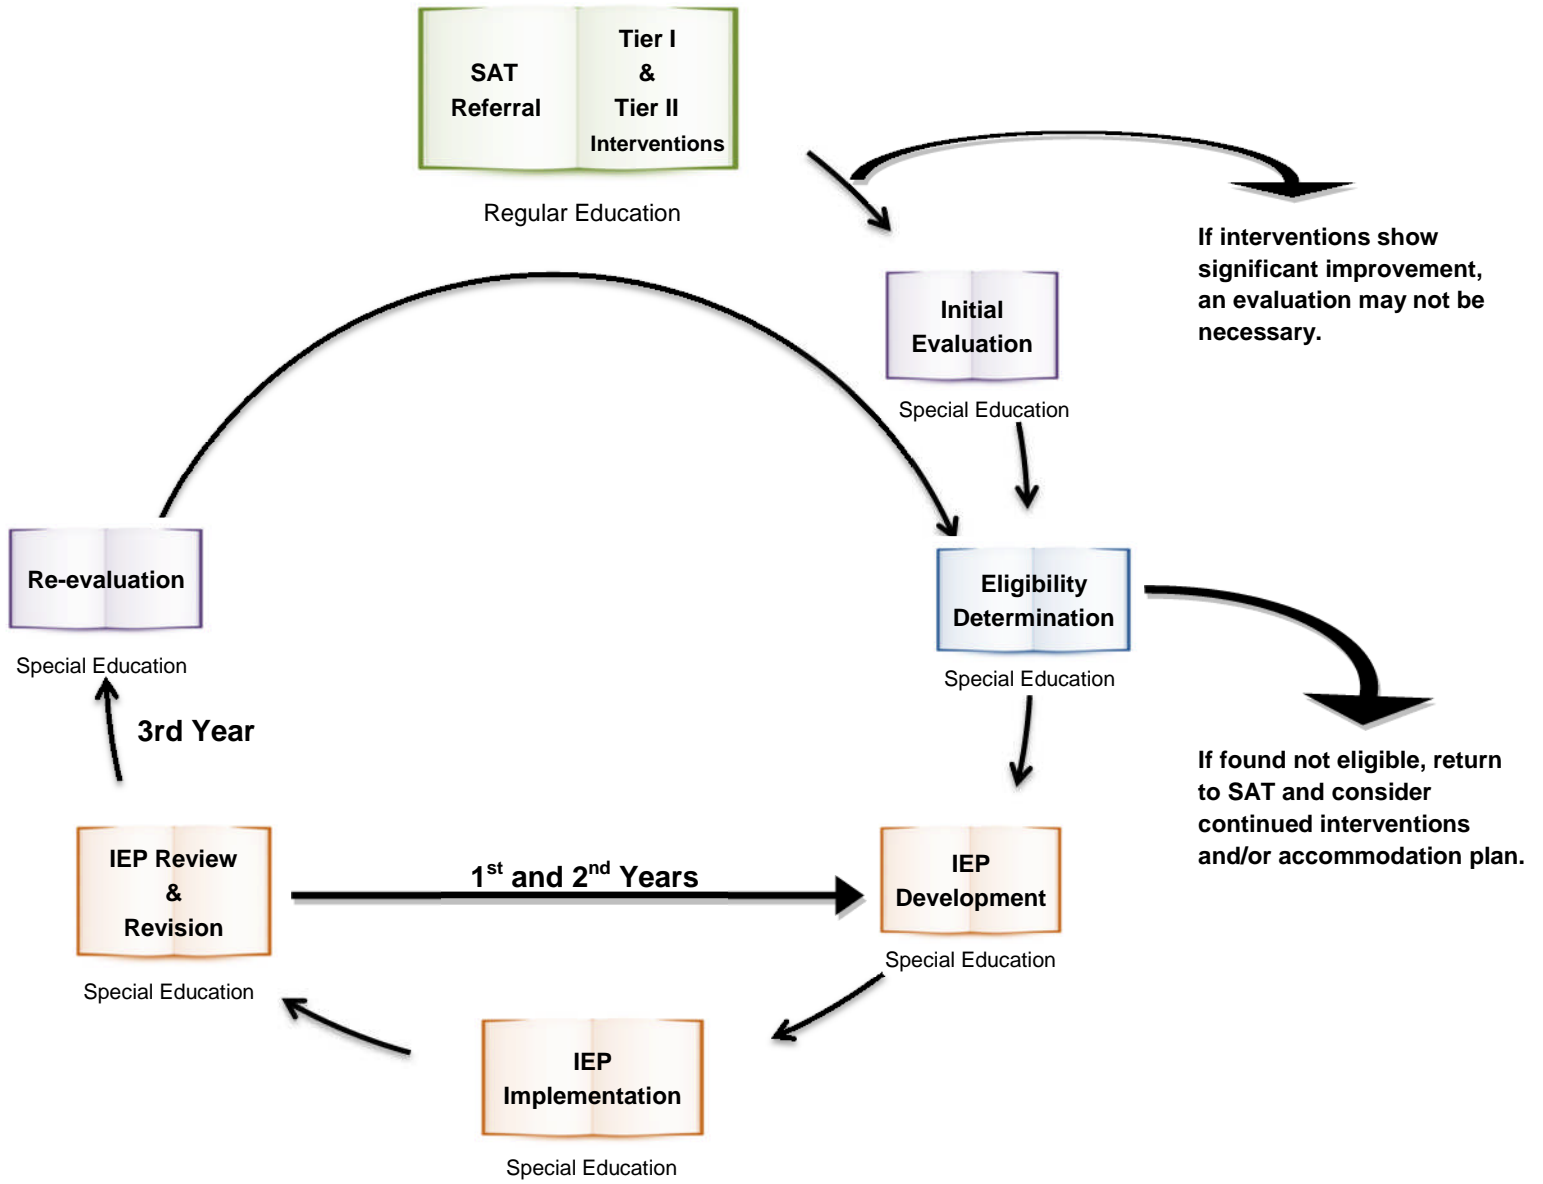 SAT
Referral
Tier I
&
Tier II
Interventions
Regular Education
If interventions show
significant improvement,
an evaluation may not be
necessary.
Initial
Evaluation
Special Education
Re-evaluation
Special Education
Eligibility
Determination
Special Education
3rd Year
If found not eligible, return
to SAT and consider
continued interventions
and/or accommodation plan.
IEP Review
&
Revision
Special Education
1st and 2nd Years
IEP
Development
Special Education
IEP
Implementation
Special Education